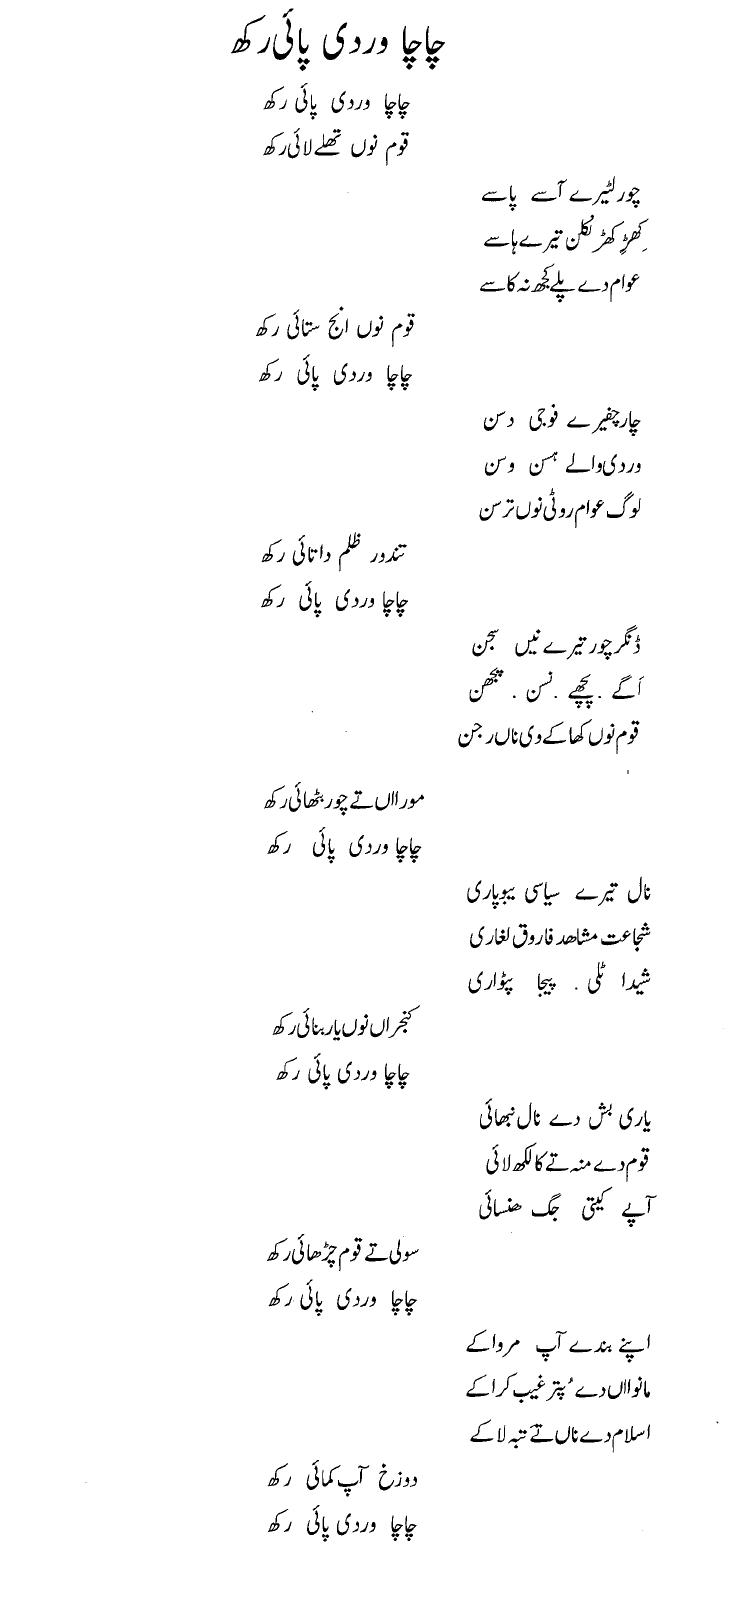 چاچا وردی پائی رکھ
چاچا وردی پائی رکھ
قوم نوں تھلے لائی رکھ
چور لٹیرے آسے پاسے
کھِڑ کھِڑ نکلن تیرے ہاسے
عوام دے پلے کجھ نہ کاسے
قوم نوں انج ستائی رکھ
چاچا وردی پائی رکھ
چار چفیرے فوجی دسن
وردی والے ہسن وسن
لوگ عوام روٹی نوں ترسن
تندور ظلم دا تائی رکھ
چاچا وردی پائی رکھ
ڈنگر چور تیرے نیں سجن
اَگے . پچھے . نسن . بھجن
قوم نوں کھا کے وی ناں رجن
موراں تے چور بٹھائی رکھ
چاچا وردی پائی رکھ
نال تیرے سیاسی بیوپاری
شجاعت مشاھد فاروق لغاری
شیدا ٹلی . پیجا پٹواری
کنجراں نوں یار بنائی رکھ
چاچا وردی پائی رکھ
یاری بش دے نال نبھائی
قوم دے منہ تے کالکھ لائی
آپے کیتی جگ ھنسائی
سولی تے قوم چڑھائی رکھ
چاچا وردی پائی رکھ
اپنے بندے آپ مروا کے
مانواں دے پُتر غیب کرا کے
اسلام دے ناں تے تبہ لا کے
دوزخ آپ کمائی رکھ
چاچا وردی پائی رکھ